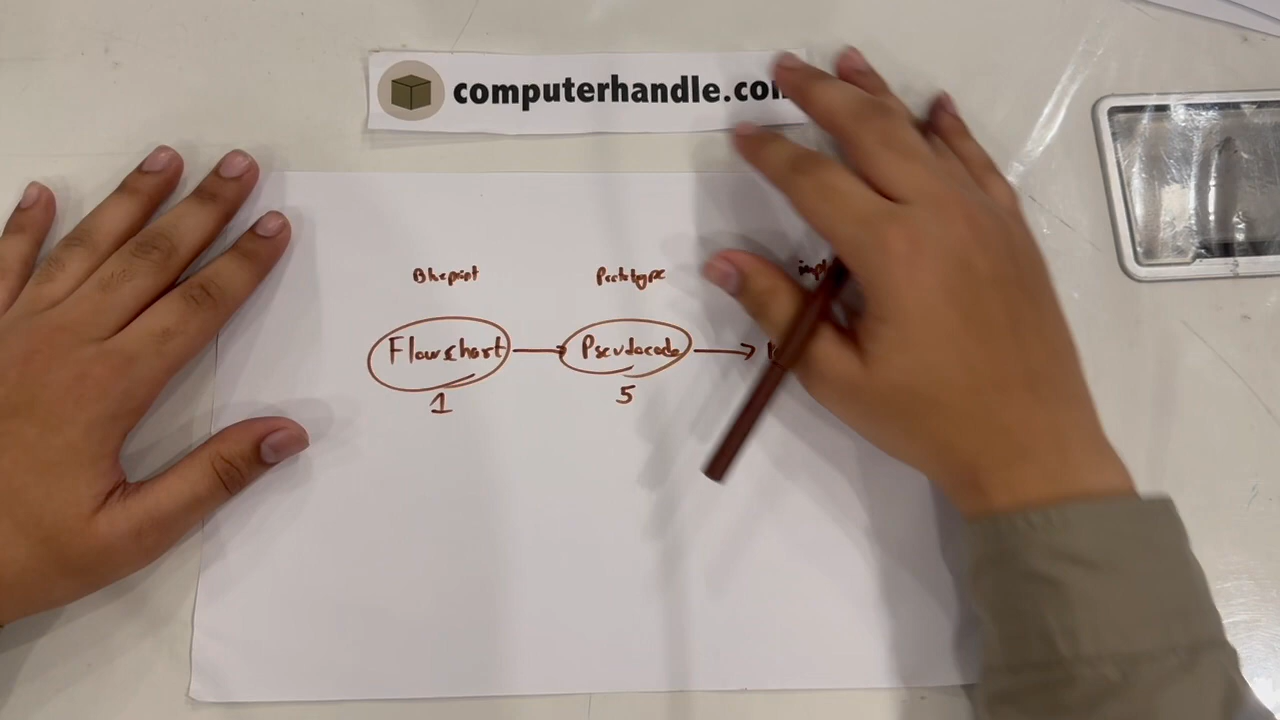 computerhandle.com
Blueprint Prototype
Flowchart Pseudocode
1 5